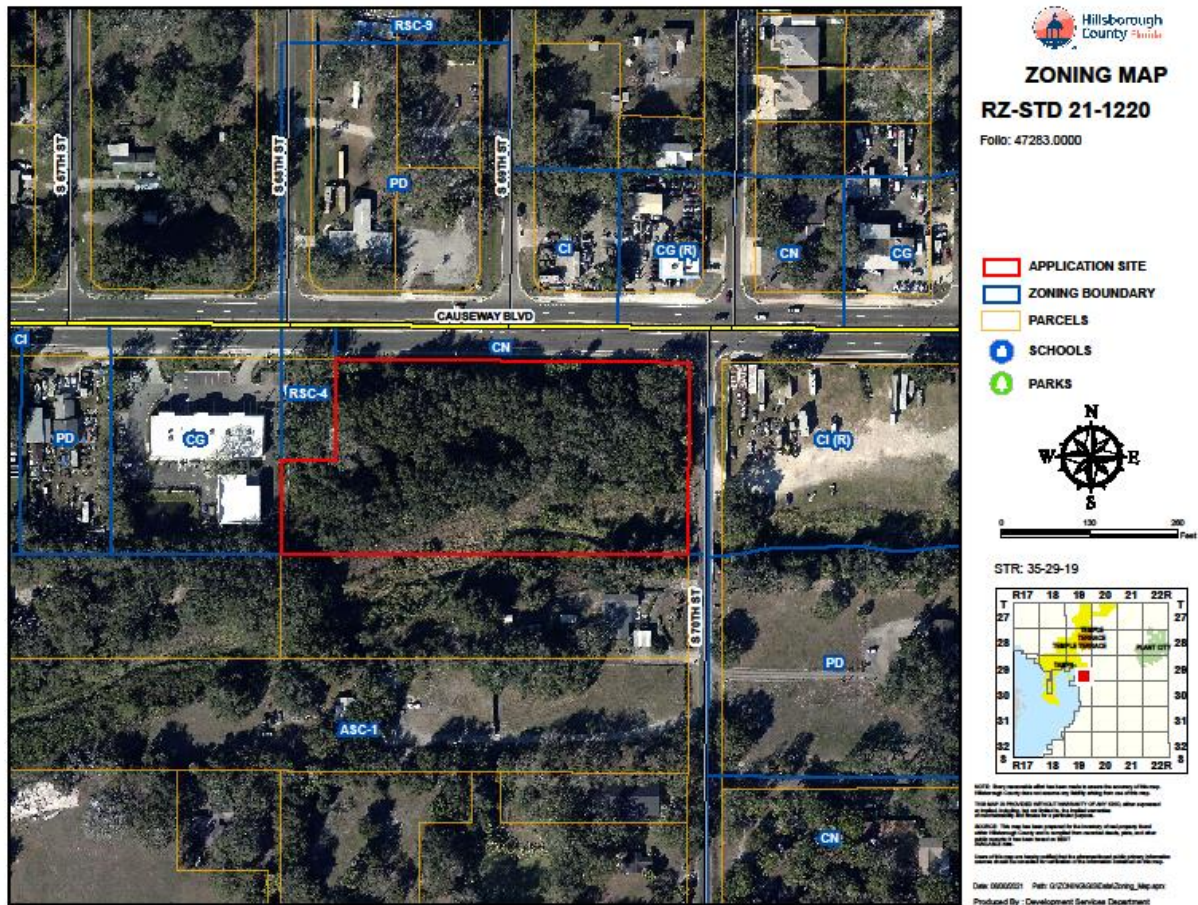 RSC-9
S 67TH ST
S 68TH ST
S 69TH ST
PD
CI
CG (R)
CN
CG
CAUSEWAY BLVD
CI
CN
RSC-4
PD
CG
CI (R)
S 70TH ST
PD
ASC-1
CN
Hillsborough
County Florida
ZONING MAP
RZ-STD 21-1220
Folio: 47283.0000
APPLICATION SITE
ZONING BOUNDARY
PARCELS
SCHOOLS
PARKS
N
W E
S
0 130 260
Feet
STR: 35-29-19
R17 18 19 20 21 22R
T T
27 27
28 28
29 29
30 30
31 31
32 32
S S
TEMPLE
TERRACE
PLANT CITY
TAMPA
R17 18 19 20 21 22R
Produced By : Development Services Department